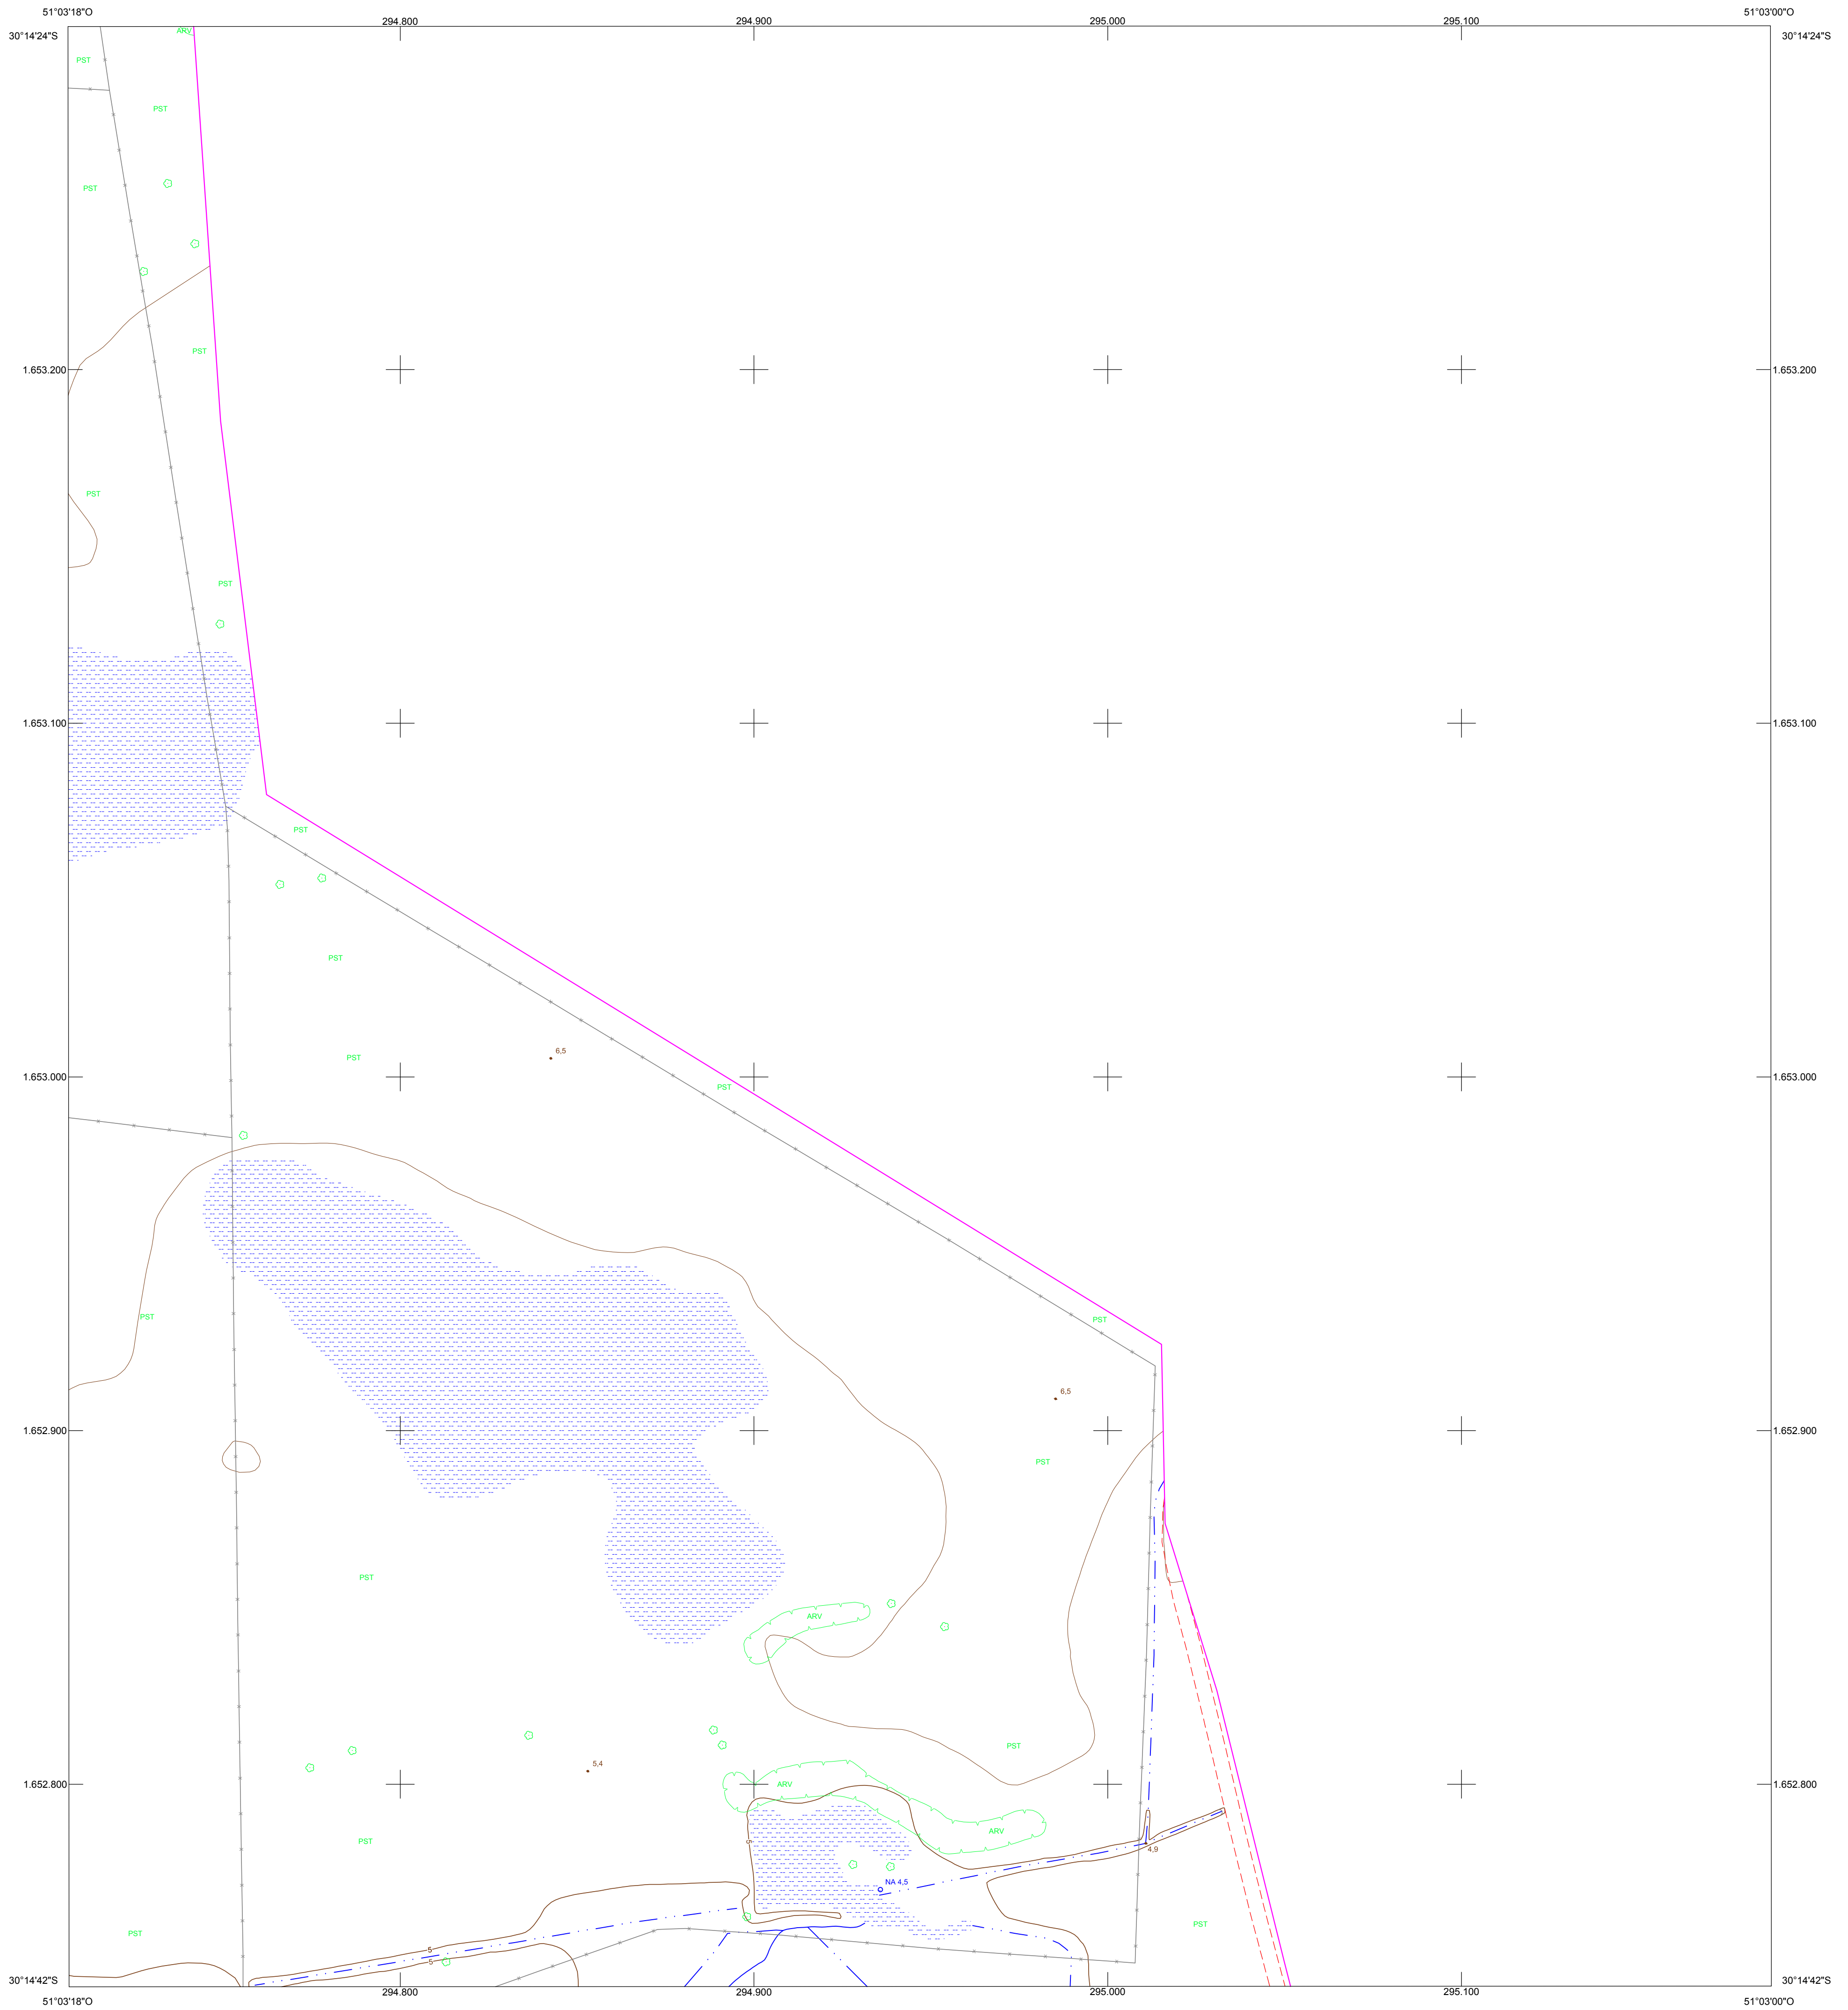 51°03'18"O 294.800 294.900 295.000 295.100 51°03'00"O
30°14'24"S 30°14'24"S
ARV
PST
PST
PST
PST
1.653.200 1.653.200
PST
PST
1.653.100 1.653.100
PST
PST
6,5
PST
1.653.000 1.653.000
PST
PST
PST
6,5
1.652.900 1.652.900
PST
PST
ARV
PST
5,4
1.652.800 1.652.800
ARV
ARV
PST
5
4,9
NA 4,5
PST
PST
5
5
30°14'42"S 30°14'42"S
51°03'18"O 294.800 294.900 295.000 295.100 51°03'00"O